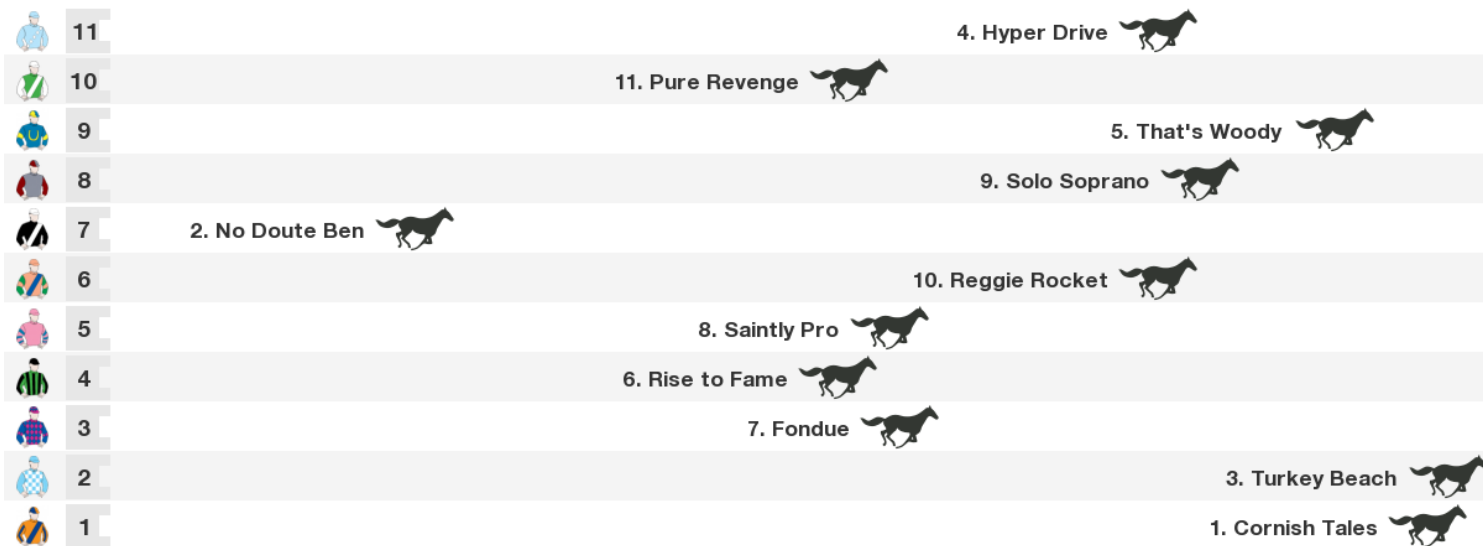 11 4. Hyper Drive
10 11. Pure Revenge
9 5. That's Woody
8 9. Solo Soprano
7 2. No Doute Ben
6 10. Reggie Rocket
5 8. Saintly Pro
4 6. Rise to Fame
3 7. Fondue
2 3. Turkey Beach
1 1. Cornish Tales